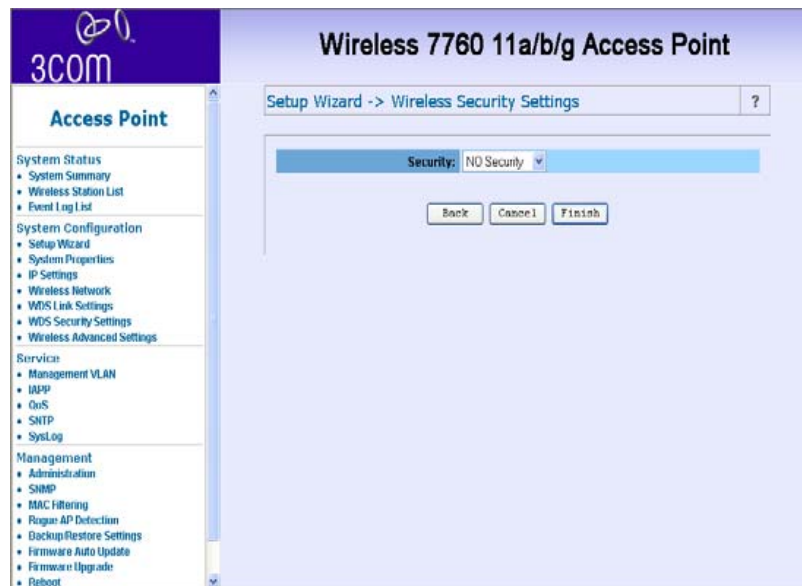 3COM
Wireless 7760 11a/b/g Access Point
Access Point
System Status
System Summary
Wireless Station List
Event Log List
System Configuration
Setup Wizard
System Properties
IP Settings
Wireless Network
WDS Link Settings
WDS Security Settings
Wireless Advanced Settings
Service
Management VLAN
IAPP
QoS
SNTP
SysLog
Management
Administration
SNMP
MAC Filtering
Rogue AP Detection
Backup/Restore Settings
Firmware Auto Update
Firmware Upgrade
Reboot
Setup Wizard -> Wireless Security Settings ?
Security: NO Security
Back Cancel Finish